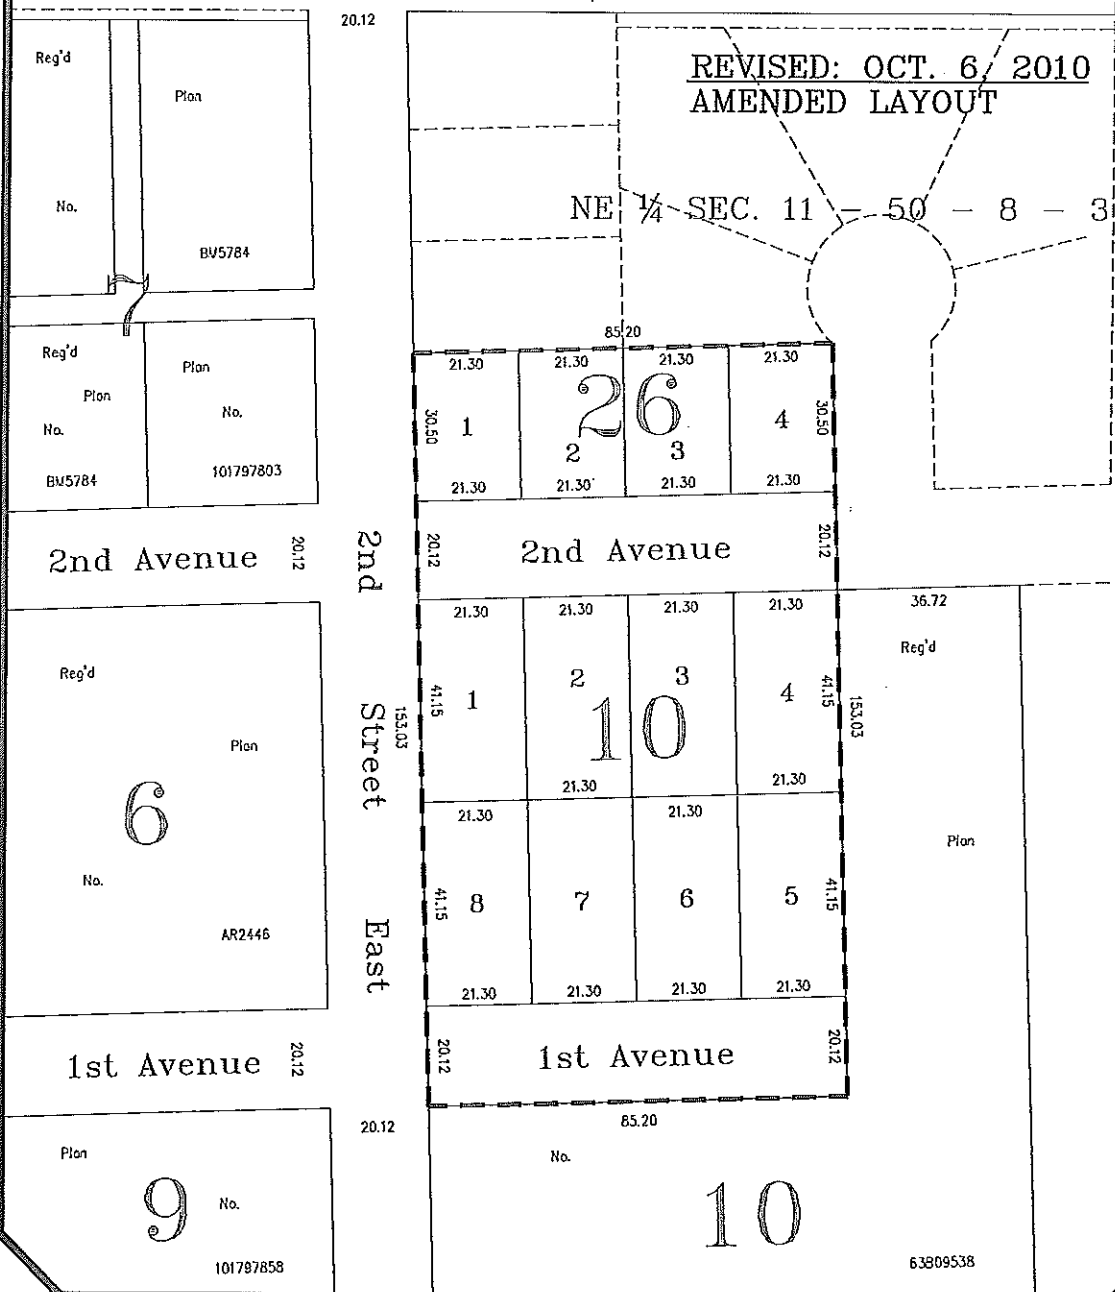 20.12
REVISED: OCT. 6, 2010
AMENDED LAYOUT
NE ¼ SEC. 11 - 50 - 8 - 3
Reg'd
Plan
No.
BV5784
7
Reg'd
Plan
No.
BM5784
Plan
No.
101797803
85.20
21.30 21.30 21.30 21.30
26
30.50 1 2 3 4 30.50
21.30 21.30 21.30 21.30
2nd Avenue 20.12
20.12 2nd Avenue 20.12
2nd Street East
153.03
21.30 21.30 21.30 21.30
41.15 1 2 3 4 41.15
10
153.03
21.30 21.30
21.30 21.30
41.15 8 7 6 5 41.15
21.30 21.30 21.30 21.30
36.72
Reg'd
Plan
No.
10
63B09538
Reg'd
Plan
6
No.
AR2446
1st Avenue 20.12
20.12 1st Avenue 20.12
85.20
20.12
Plan
9
No.
101797858